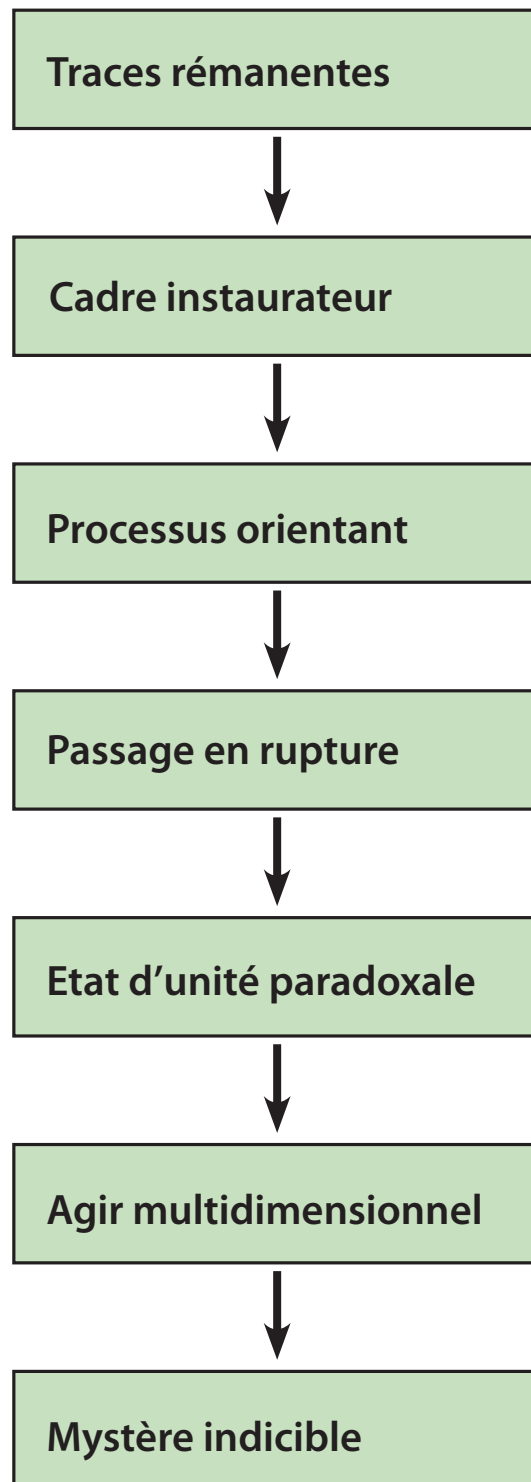 Traces rémanentes
Cadre instaurateur
Processus orientant
Passage en rupture
Etat d’unité paradoxale
Agir multidimensionnel
Mystère indicible